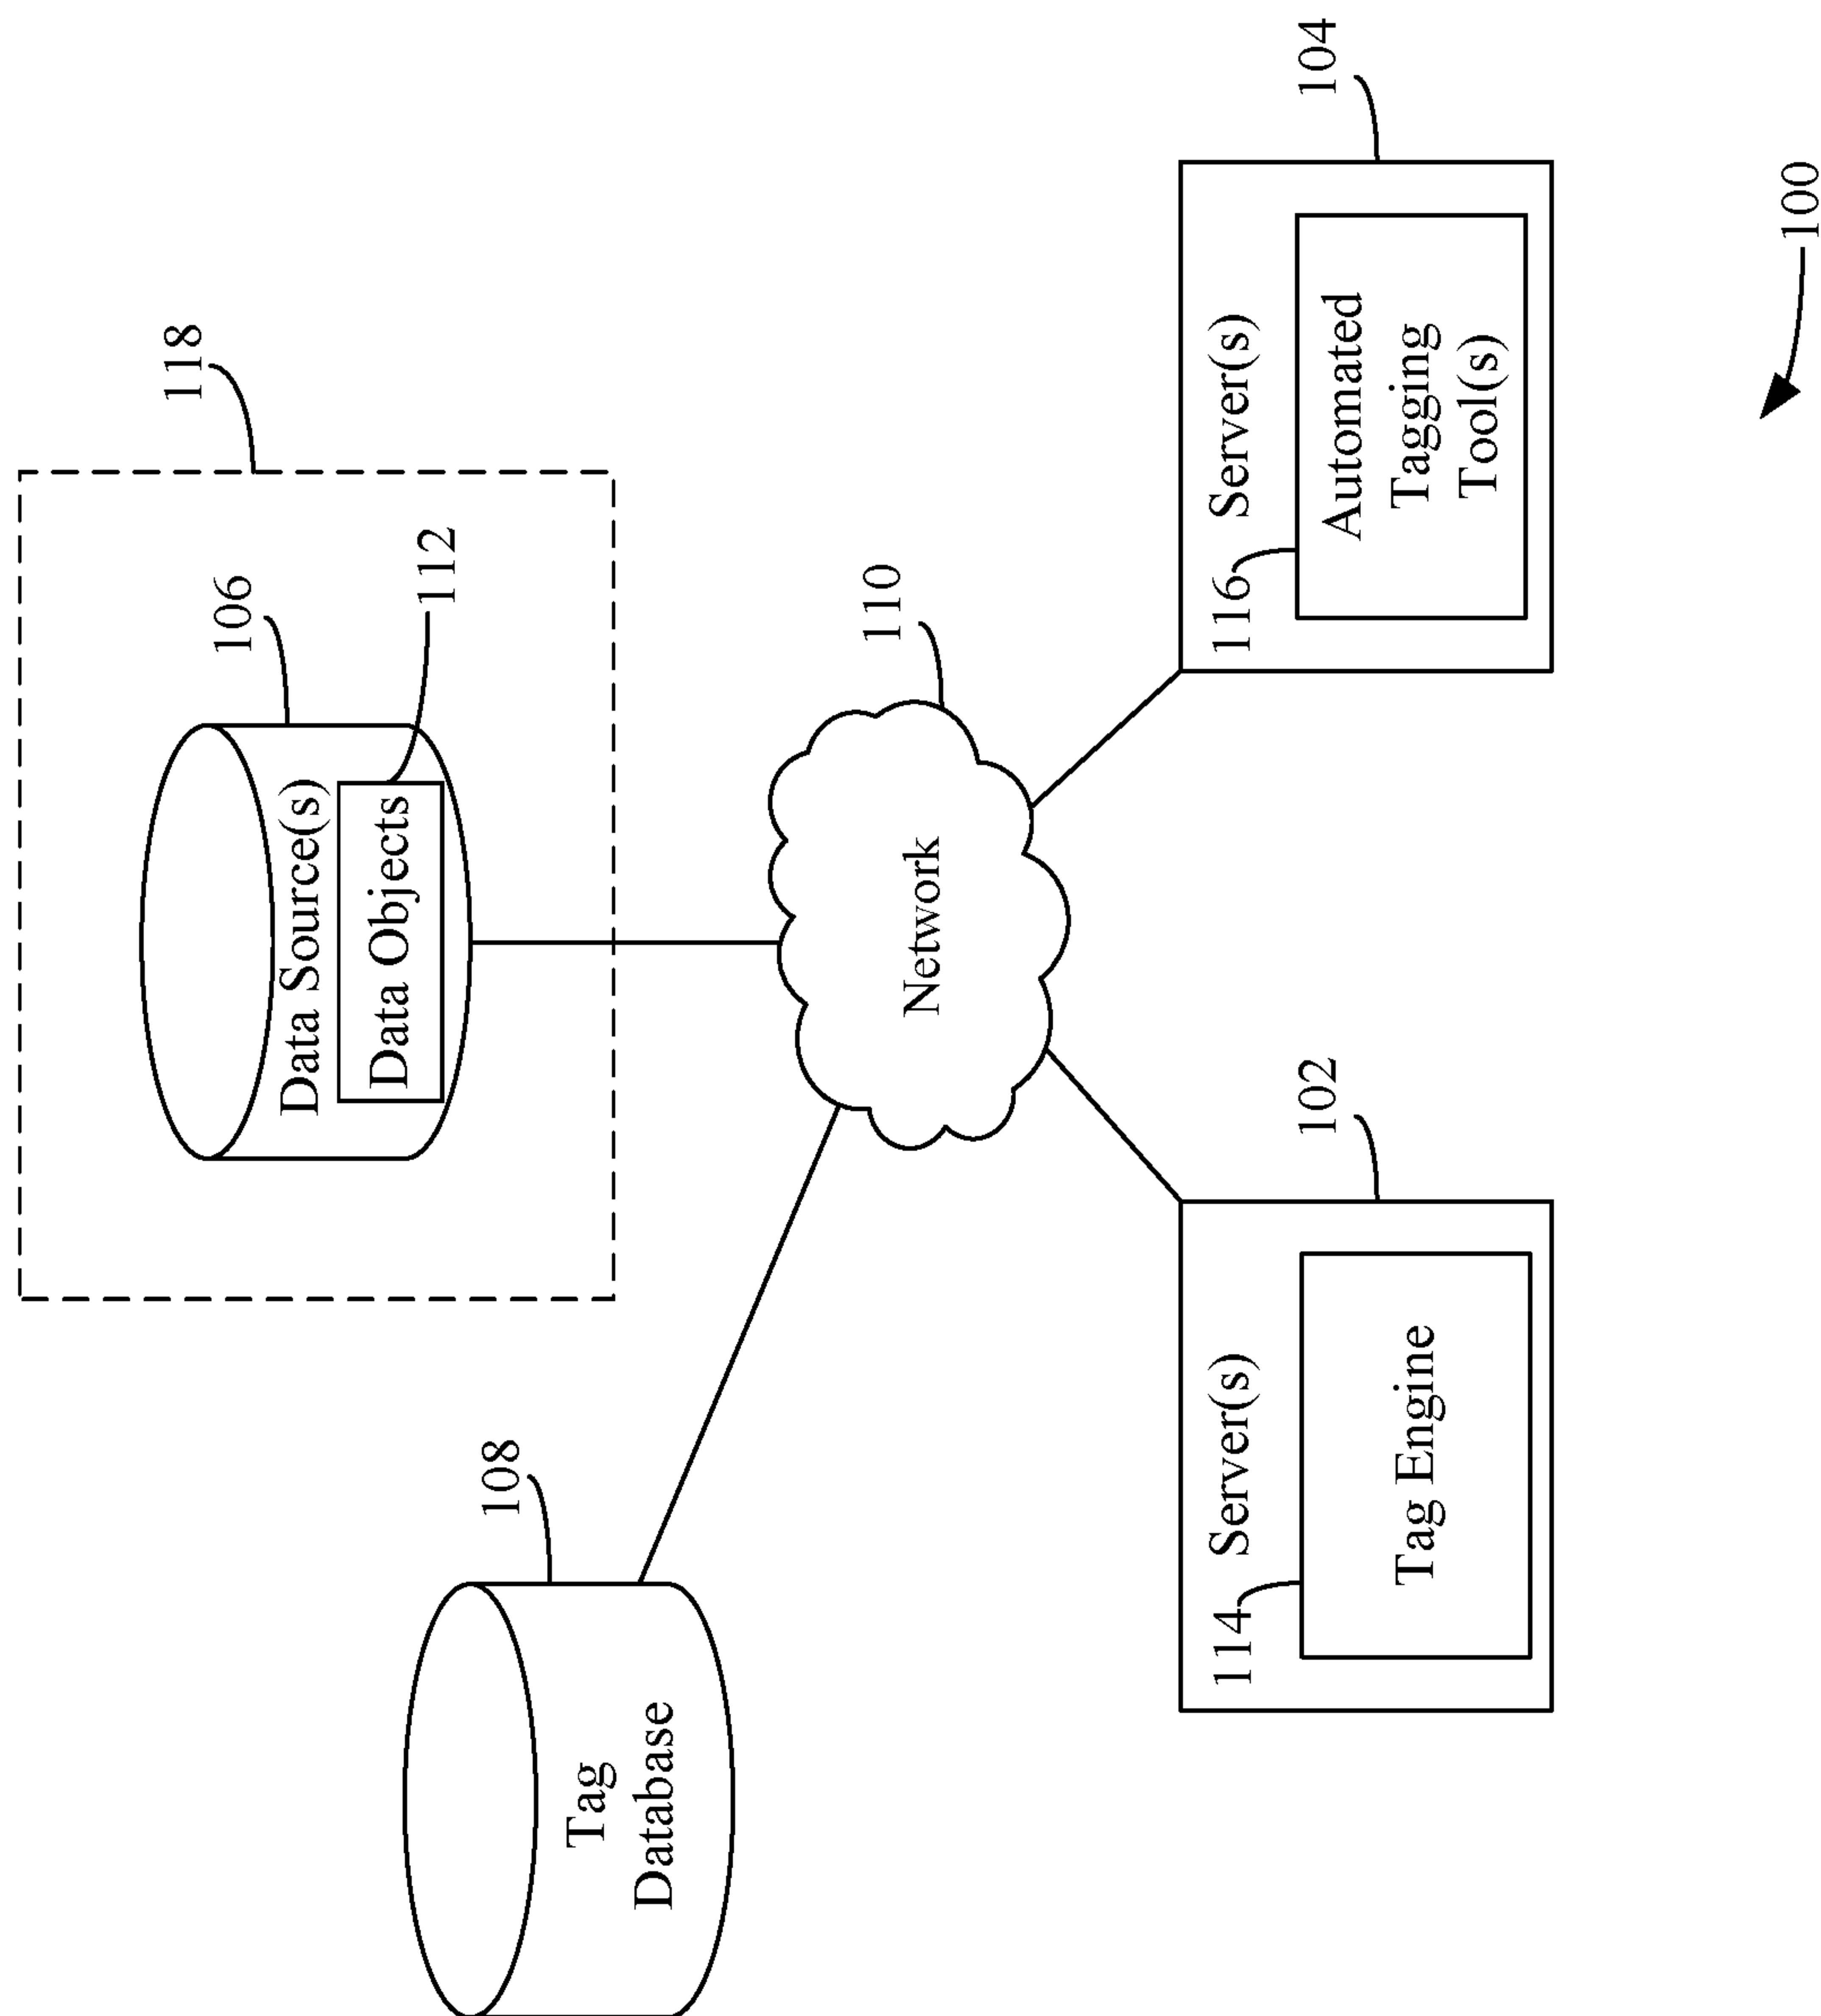 118
106
Data Source(s)
112
Data Objects
108
Tag
Database
110
Network
102
114
Server(s)
Tag Engine
104
116
Server(s)
Automated
Tagging
Tool(s)
100